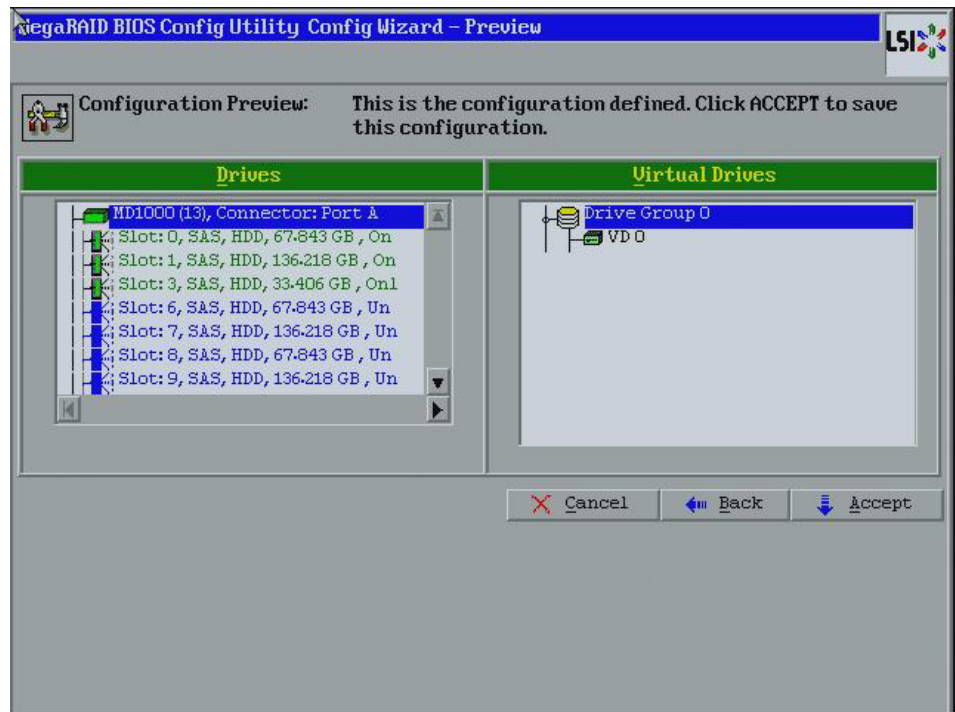 MegaRAID BIOS Config Utility Config Wizard – Preview
LSI
Configuration Preview:
This is the configuration defined. Click ACCEPT to save
this configuration.
Drives
Virtual Drives
MD1000 (13), Connector: Port A
Slot: 0, SAS, HDD, 67.843 GB , On
Slot: 1, SAS, HDD, 136.218 GB , On
Slot: 3, SAS, HDD, 33.406 GB , Onl
Slot: 6, SAS, HDD, 67.843 GB , Un
Slot: 7, SAS, HDD, 136.218 GB , Un
Slot: 8, SAS, HDD, 67.843 GB , Un
Slot: 9, SAS, HDD, 136.218 GB , Un
Drive Group 0
VD 0
Cancel
Back
Accept